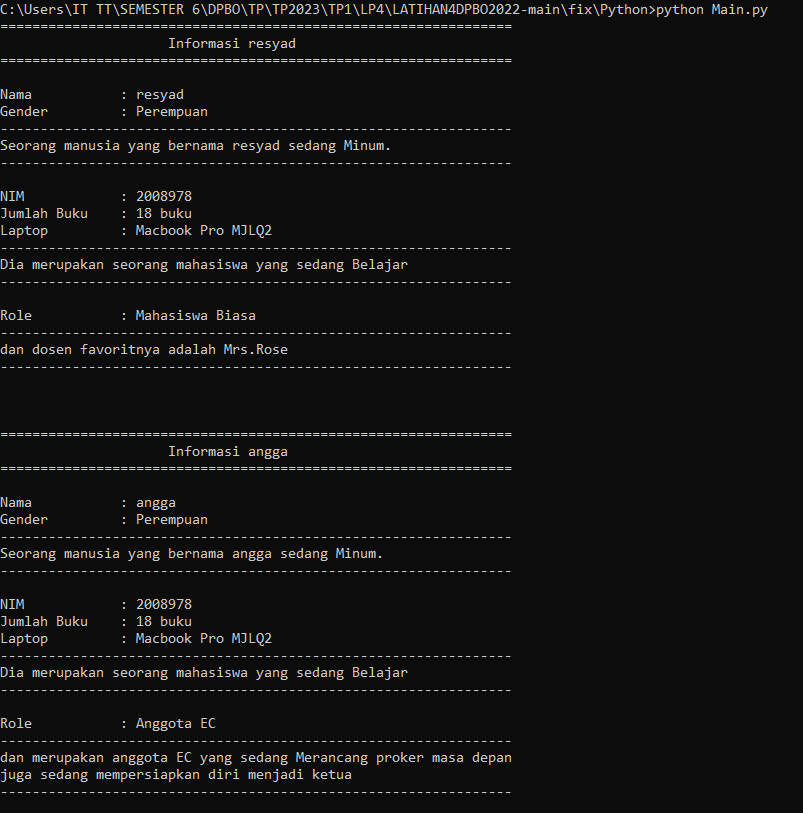 C:\Users\IT TT\SEMESTER 6\DPBO\TP\TP2023\TP1\LP4\LATIHAN4DPBO2022-main\fix\Python>python Main.py
================================================================
                     Informasi resyad
================================================================

Nama           : resyad
Gender         : Perempuan
----------------------------------------------------------------
Seorang manusia yang bernama resyad sedang Minum.
----------------------------------------------------------------

NIM            : 2008978
Jumlah Buku    : 18 buku
Laptop         : Macbook Pro MJLQ2
----------------------------------------------------------------
Dia merupakan seorang mahasiswa yang sedang Belajar
----------------------------------------------------------------

Role           : Mahasiswa Biasa
----------------------------------------------------------------
dan dosen favoritnya adalah Mrs.Rose
----------------------------------------------------------------

================================================================
                     Informasi angga
================================================================

Nama           : angga
Gender         : Perempuan
----------------------------------------------------------------
Seorang manusia yang bernama angga sedang Minum.
----------------------------------------------------------------

NIM            : 2008978
Jumlah Buku    : 18 buku
Laptop         : Macbook Pro MJLQ2
----------------------------------------------------------------
Dia merupakan seorang mahasiswa yang sedang Belajar
----------------------------------------------------------------

Role           : Anggota EC
----------------------------------------------------------------
dan merupakan anggota EC yang sedang Merancang proker masa depan
juga sedang mempersiapkan diri menjadi ketua
----------------------------------------------------------------